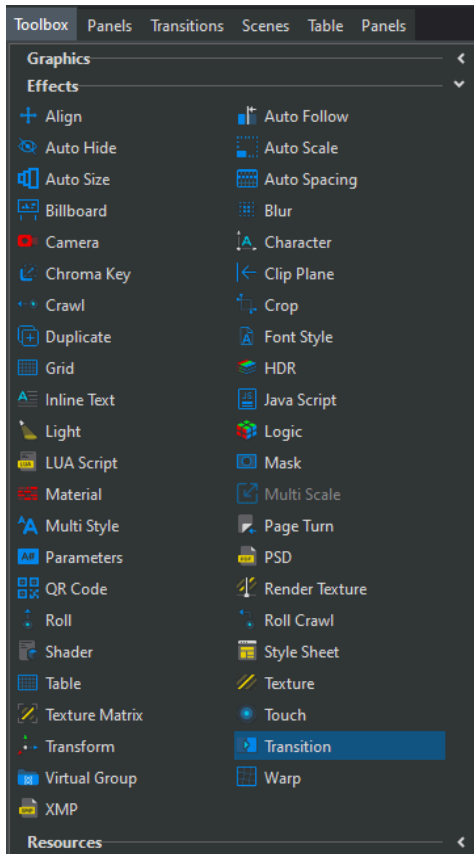 Toolbox Panels Transitions Scenes Table Panels
Graphics
Effects
Align Auto Follow
Auto Hide Auto Scale
Auto Size Auto Spacing
Billboard Blur
Camera Character
Chroma Key Clip Plane
Crawl Crop
Duplicate Font Style
Grid HDR
Inline Text Java Script
Light Logic
LUA Script Mask
Material Multi Scale
Multi Style Page Turn
Parameters PSD
QR Code Render Texture
Roll Roll Crawl
Shader Style Sheet
Table Texture
Texture Matrix Touch
Transform Transition
Virtual Group Warp
XMP
Resources